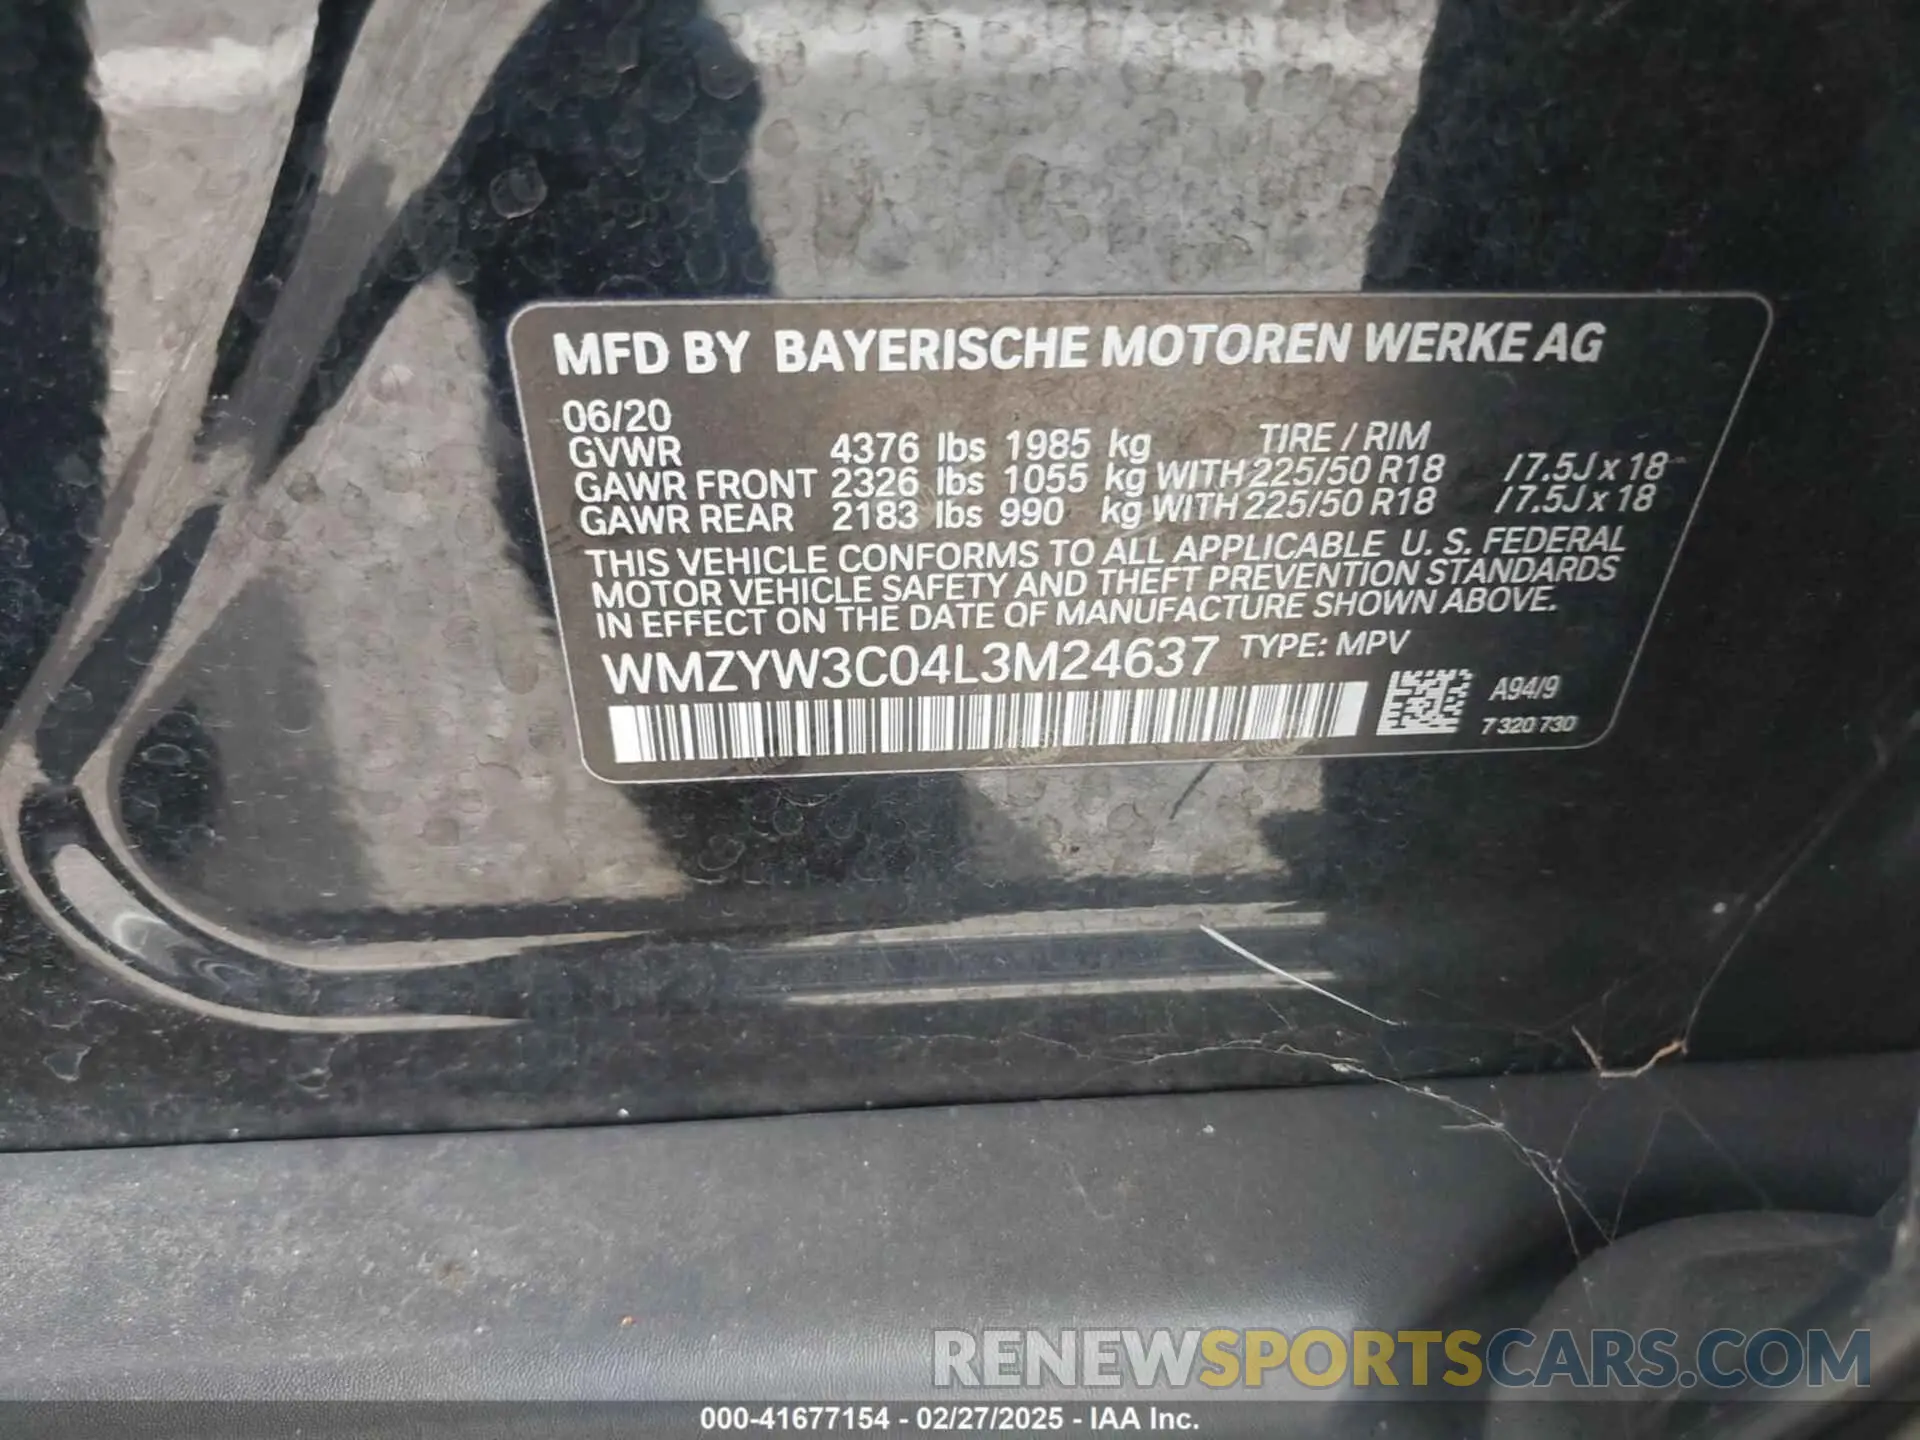 MFD BY BAYERISCHE MOTOREN WERKE AG
06/20
GVWR 4376 lbs 1985 kg TIRE / RIM
GAWR FRONT 2326 lbs 1055 kg WITH 225/50 R18 / 7.5J x 18
GAWR REAR 2183 lbs 990 kg WITH 225/50 R18 / 7.5J x 18
THIS VEHICLE CONFORMS TO ALL APPLICABLE U. S. FEDERAL
MOTOR VEHICLE SAFETY AND THEFT PREVENTION STANDARDS
IN EFFECT ON THE DATE OF MANUFACTURE SHOWN ABOVE.
WMZYW3C04L3M24637 TYPE: MPV
A94/9
7 320 730
RENEWSPORTSCARS.COM
000-41677154 - 02/27/2025 - IAA Inc.